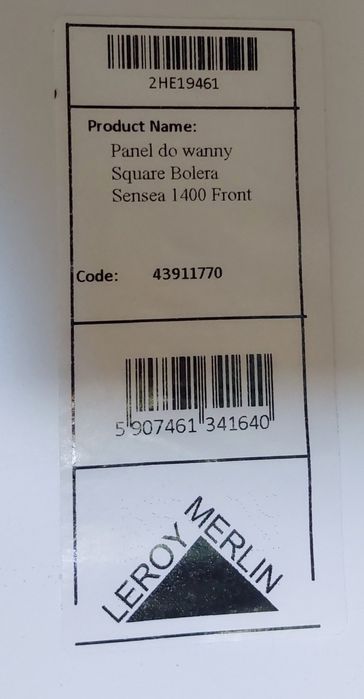 2HE19461
Product Name:
Panel do wanny
Square Bolera
Sensea 1400 Front
Code: 43911770
5 907461 341640
LEROY MERLIN